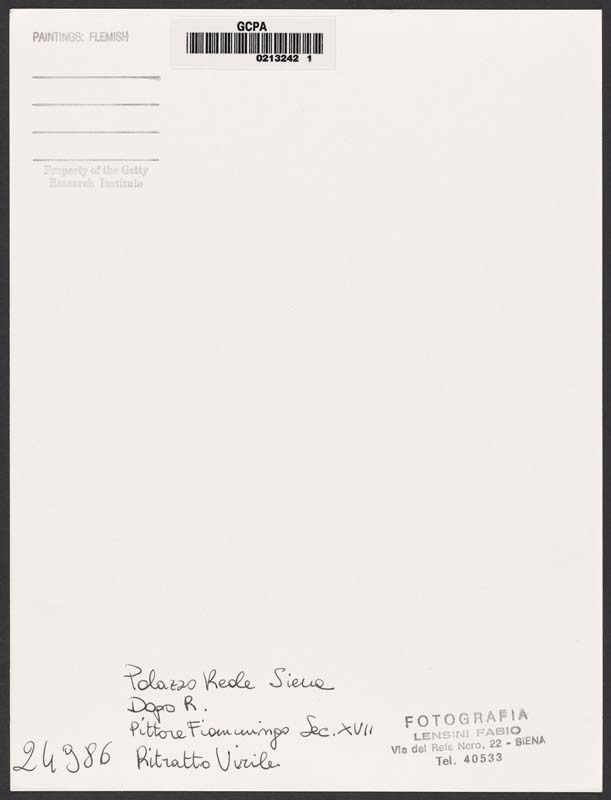 PAINTINGS: FLEMISH
GCPA
0213242 1
Property of the Getty
Research Institute
Palazzo Reale Siena
Dopo R.
Pittore Fiammingo Sec. XVII
24986 Ritratto Virile
FOTOGRAFIA
LENSINI FABIO
Via del Refe Nero, 22 - SIENA
Tel. 40533